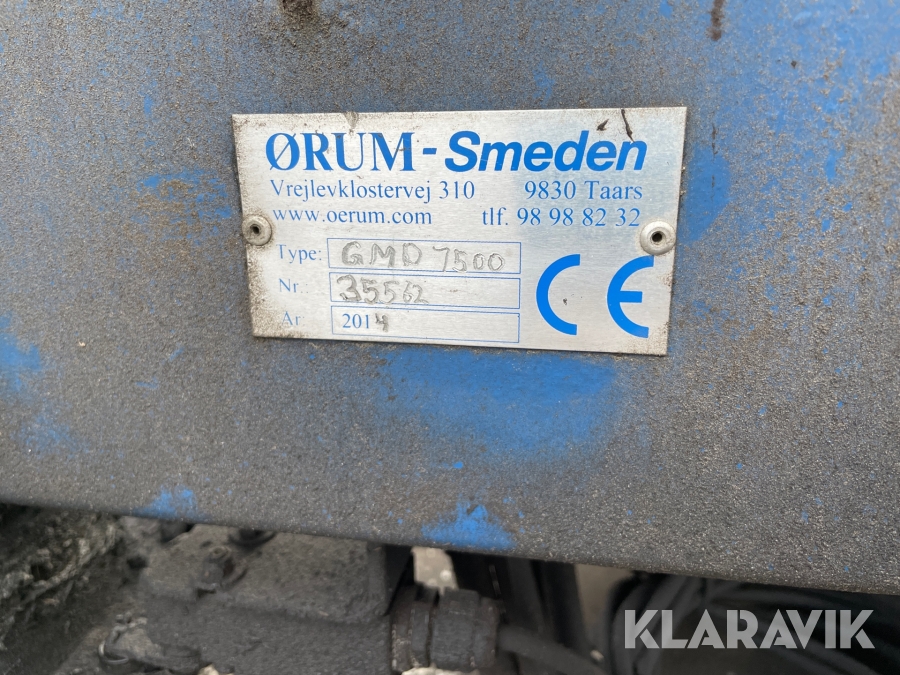 ØRUM-Smeden
Vrejlevklostervej 310 9830 Taars
www.oerum.com tlf. 98 98 82 32
Type: GMD 7500
Nr. 35562
År 2014
CE
KLARAVIK